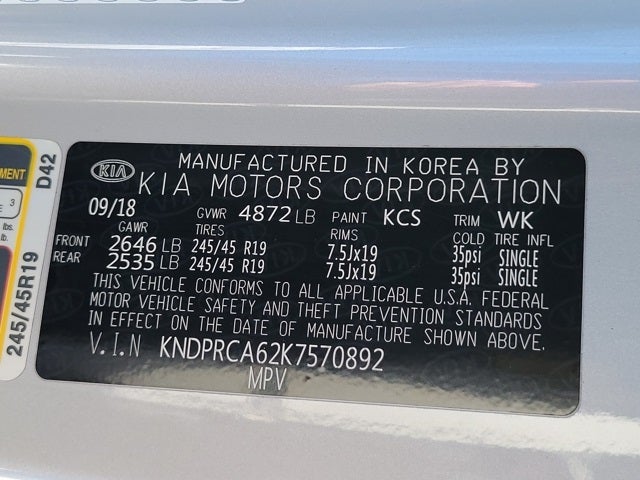 KIA
MANUFACTURED IN KOREA BY
KIA MOTORS CORPORATION
09/18 GVWR 4872 LB PAINT KCS TRIM WK
GAWR TIRES RIMS COLD TIRE INFL
FRONT 2646 LB 245/45 R19 7.5Jx19 35psi SINGLE
REAR 2535 LB 245/45 R19 7.5Jx19 35psi SINGLE
THIS VEHICLE CONFORMS TO ALL APPLICABLE U.S.A. FEDERAL
MOTOR VEHICLE SAFETY AND THEFT PREVENTION STANDARDS
IN EFFECT ON THE DATE OF MANUFACTURE SHOWN ABOVE.
V.I.N KNDPRCA62K7570892
MPV
D42
245/45R19
3
lbs.
lb.